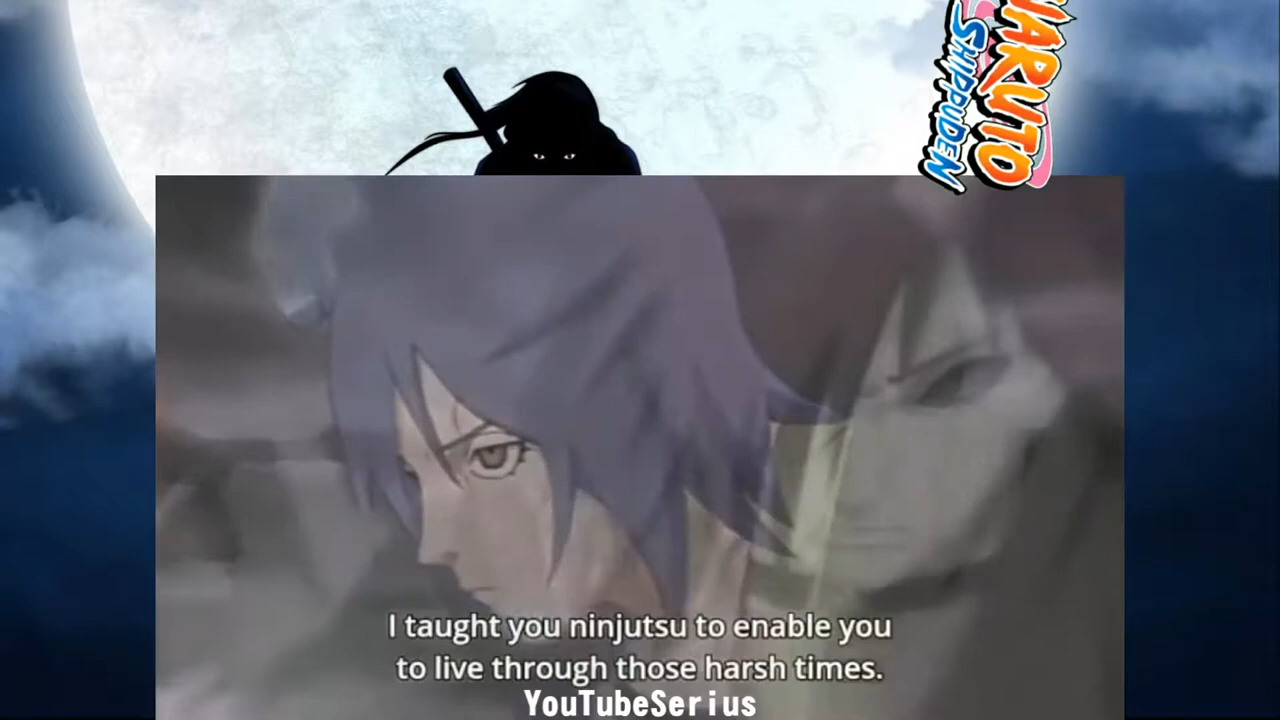 NARUTO
SHIPPUDEN
I taught you ninjutsu to enable you
to live through those harsh times.
YouTubeSerius